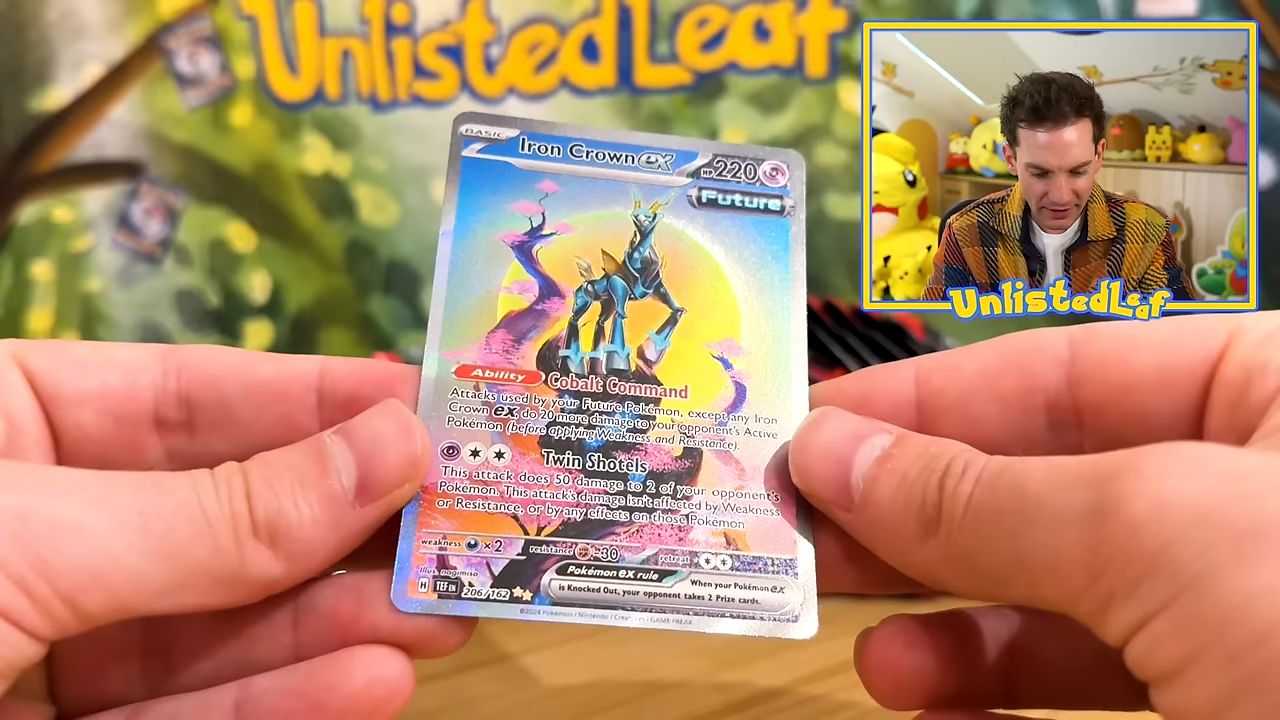 UnlistedLeaf
UnlistedLeaf
BASIC
Iron Crown ex
HP 220
Future
Ability Cobalt Command
Attacks used by your Future Pokémon, except any Iron
Crown ex, do 20 more damage to your opponent's Active
Pokémon (before applying Weakness and Resistance).
Twin Shotels
This attack does 50 damage to 2 of your opponent's
Pokémon. This attack's damage isn't affected by Weakness
or Resistance, or by any effects on those Pokémon.
weakness ×2 resistance -30 retreat
Illus. nogimiso
Pokémon ex rule
When your Pokémon ex
is Knocked Out, your opponent takes 2 Prize cards.
H TEF EN 206/162
©2024 Pokémon / Nintendo / Creatures / GAME FREAK